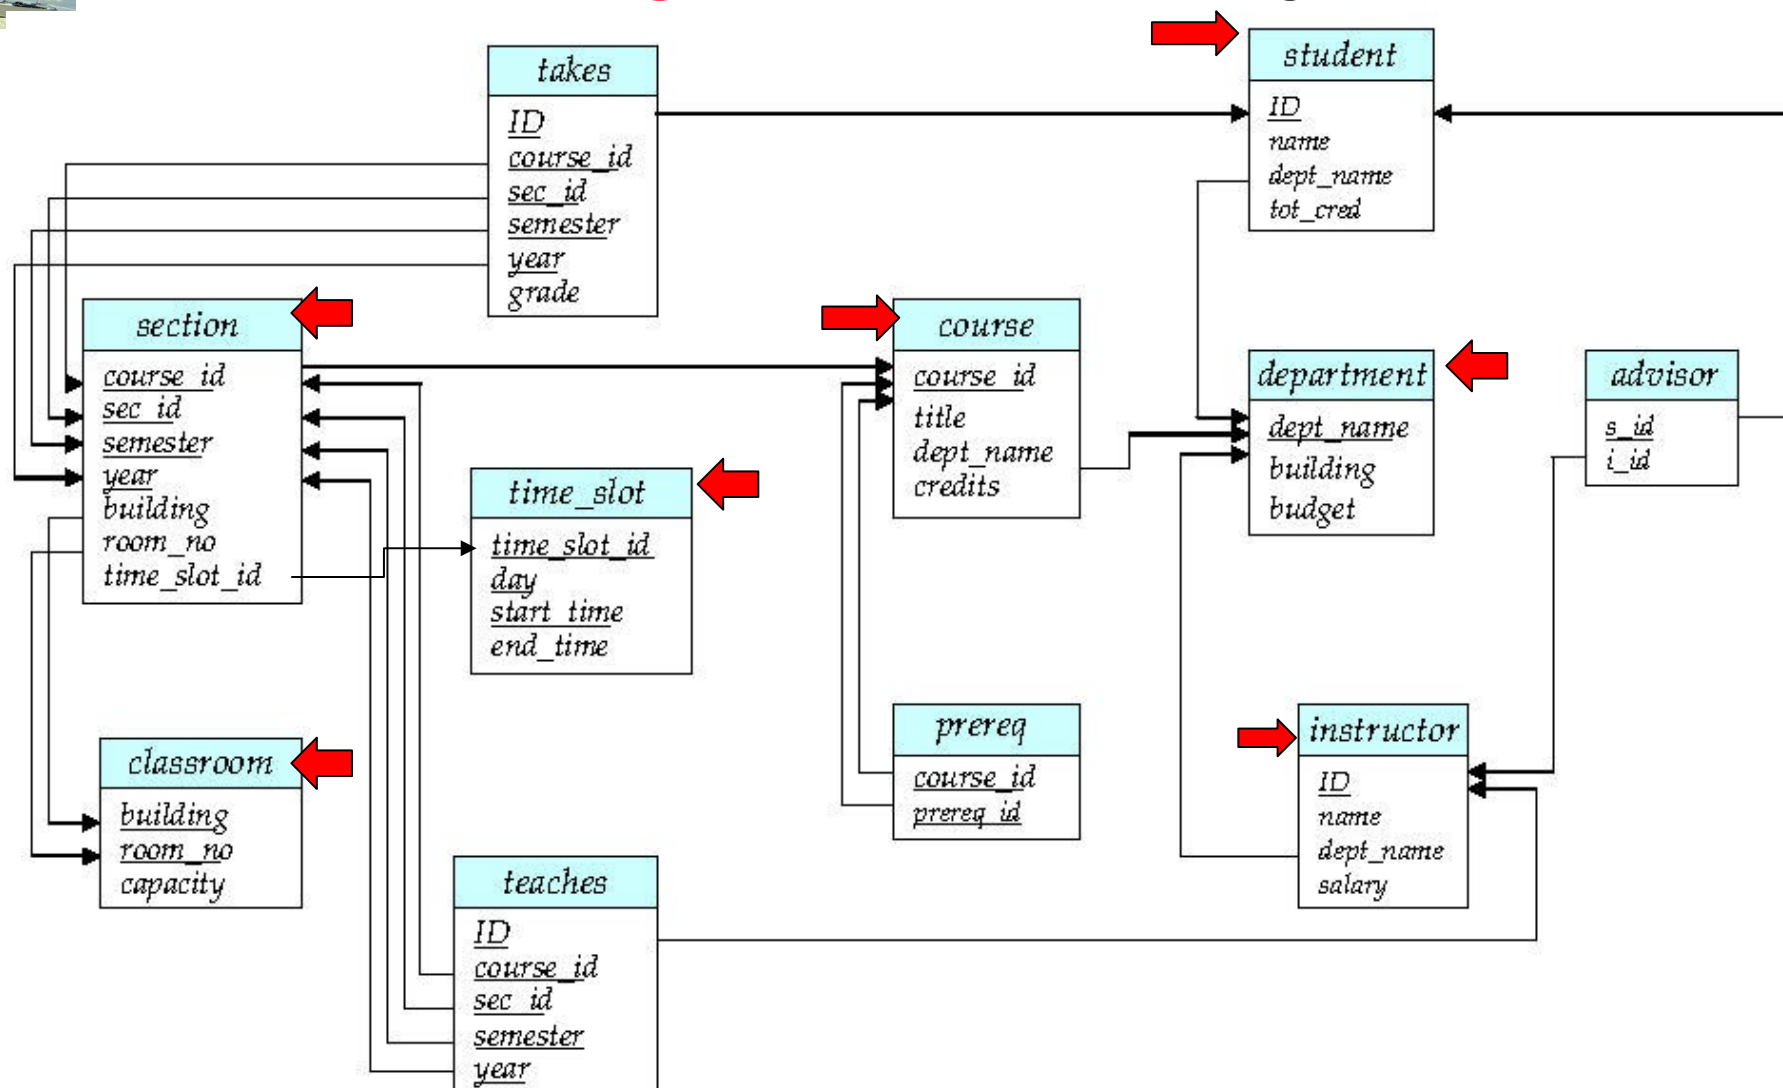 takes
ID
course_id
sec_id
semester
year
grade
student
ID
name
dept_name
tot_cred
section
course_id
sec_id
semester
year
building
room_no
time_slot_id
time_slot
time_slot_id
day
start_time
end_time
course
course_id
title
dept_name
credits
department
dept_name
building
budget
advisor
s_id
i_id
classroom
building
room_no
capacity
prereq
course_id
prereq_id
instructor
ID
name
dept_name
salary
teaches
ID
course_id
sec_id
semester
year